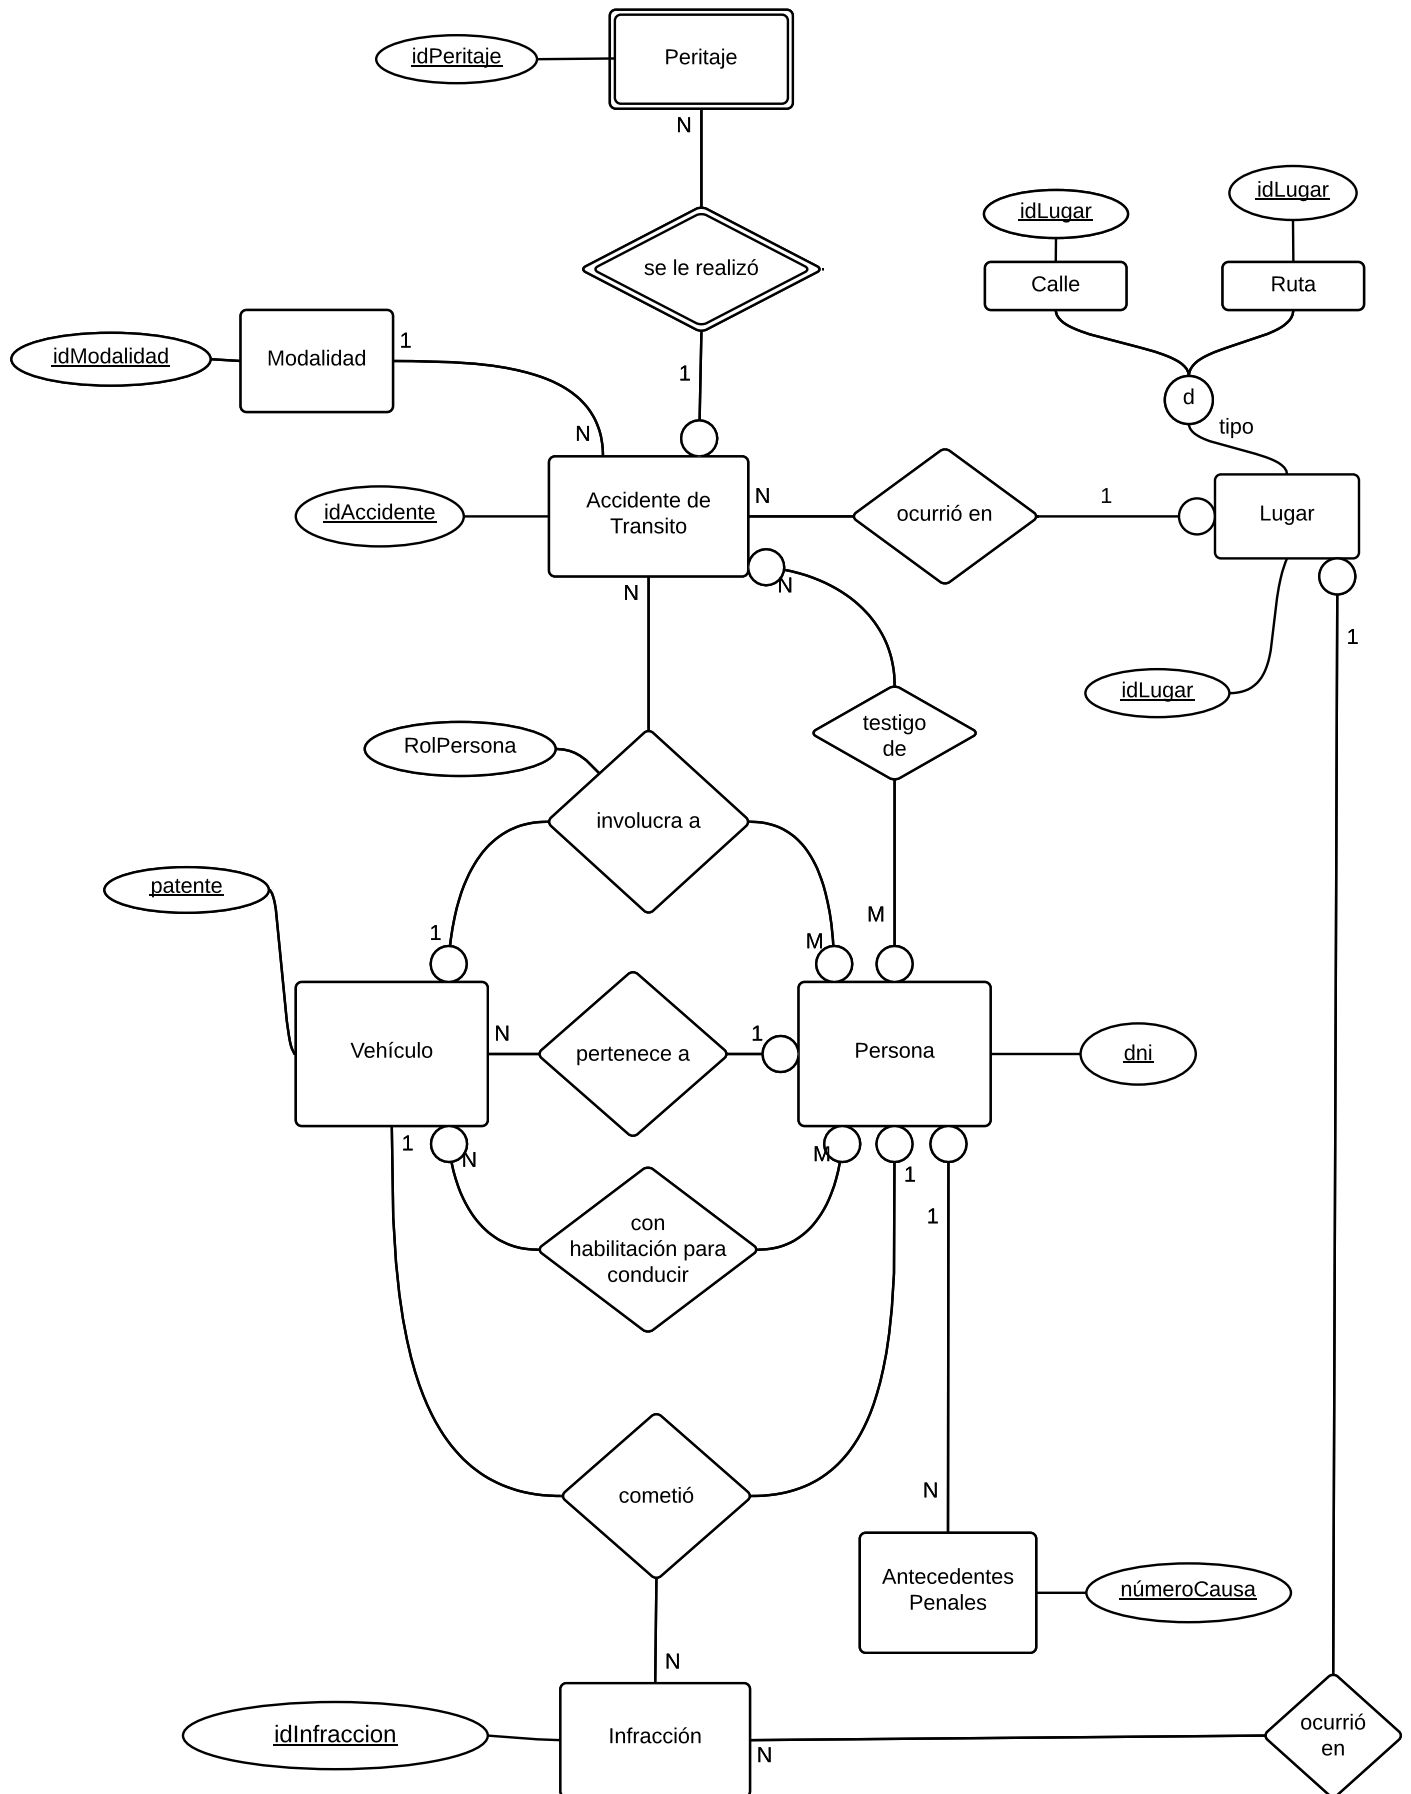 idPeritaje
Peritaje
N
idLugar
idLugar
se le realizó
Calle
Ruta
1
idModalidad
Modalidad
1
d
N
tipo
idAccidente
Accidente de
Transito
N
ocurrió en
1
Lugar
N
N
1
idLugar
RolPersona
testigo
de
involucra a
patente
1
M
M
Vehículo
N
pertenece a
1
Persona
dni
1
N
M
1
con
habilitación para
conducir
1
cometió
N
Antecedentes
Penales
númeroCausa
N
idInfraccion
Infracción
N
ocurrió
en